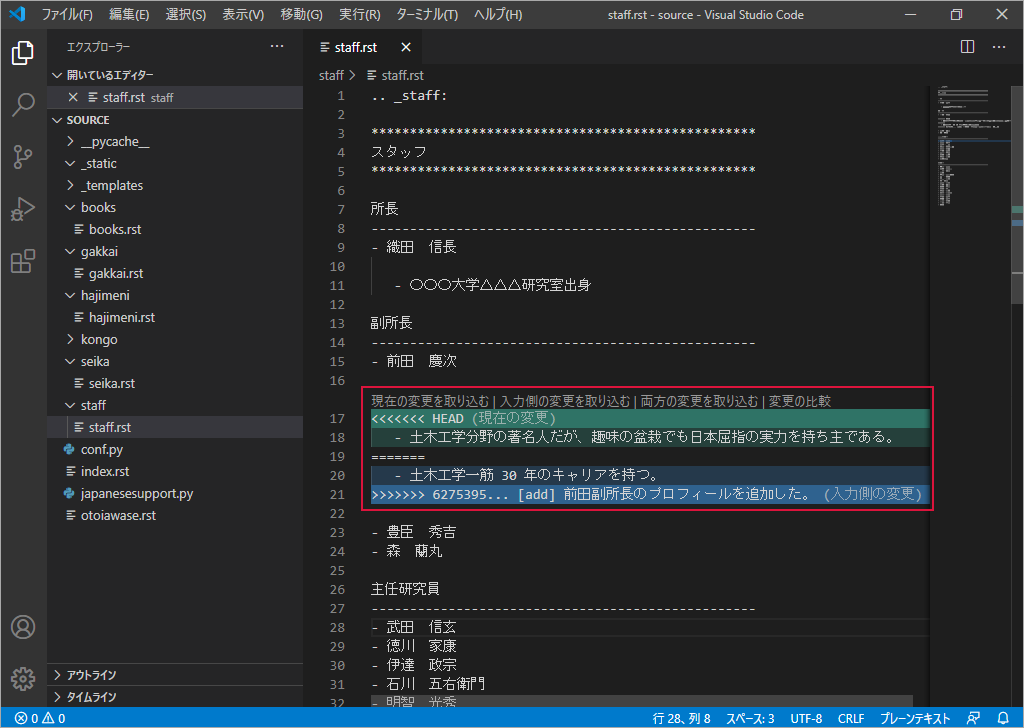 ファイル(F) 編集(E) 選択(S) 表示(V) 移動(G) 実行(R) ターミナル(T) ヘルプ(H) staff.rst - source - Visual Studio Code
エクスプローラー
開いているエディター
staff.rst staff
SOURCE
__pycache__
_static
_templates
books
books.rst
gakkai
gakkai.rst
hajimeni
hajimeni.rst
kongo
seika
seika.rst
staff
staff.rst
conf.py
index.rst
japanesesupport.py
otoiawase.rst
アウトライン
タイムライン
staff.rst
staff > staff.rst
1 .. _staff:
2
3 **************************************************
4 スタッフ
5 **************************************************
6
7 所長
8 --------------------------------------------------
9 - 織田　信長
10
11 - 〇〇〇大学△△△研究室出身
12
13 副所長
14 --------------------------------------------------
15 - 前田　慶次
16
現在の変更を取り込む | 入力側の変更を取り込む | 両方の変更を取り込む | 変更の比較
17 <<<<<<< HEAD (現在の変更)
18 - 土木工学分野の著名人だが、趣味の盆栽でも日本屈指の実力を持ち主である。
19 =======
20 - 土木工学一筋 30 年のキャリアを持つ。
21 >>>>>>> 6275395... [add] 前田副所長のプロフィールを追加した。 (入力側の変更)
22
23 - 豊臣　秀吉
24 - 森　蘭丸
25
26 主任研究員
27 --------------------------------------------------
28 - 武田　信玄
29 - 徳川　家康
30 - 伊達　政宗
31 - 石川　五右衛門
32 - 明智　光秀
0 0 行 28、列 8 スペース: 3 UTF-8 CRLF プレーンテキスト